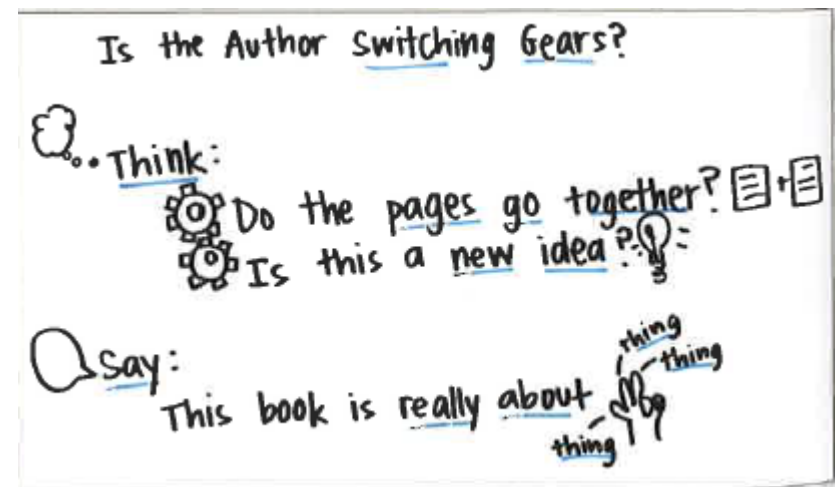 Is the Author Switching Gears?
Think:
Do the pages go together?
Is this a new idea?
Say:
This book is really about
thing
thing
thing